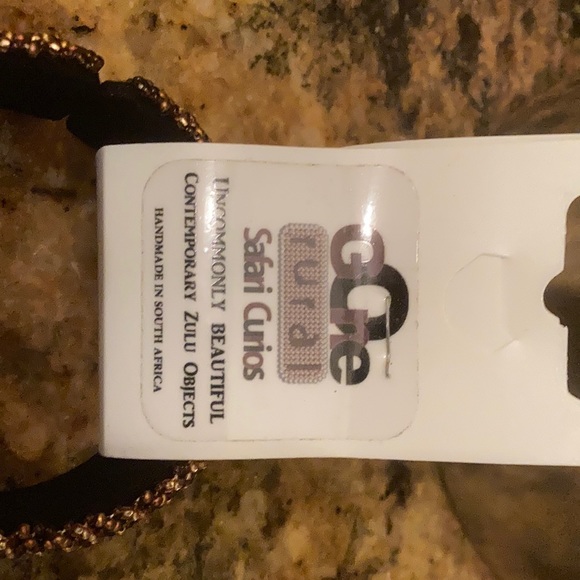 Gone
rural
Safari Curios
UNCOMMONLY BEAUTIFUL
CONTEMPORARY ZULU OBJECTS
HANDMADE IN SOUTH AFRICA